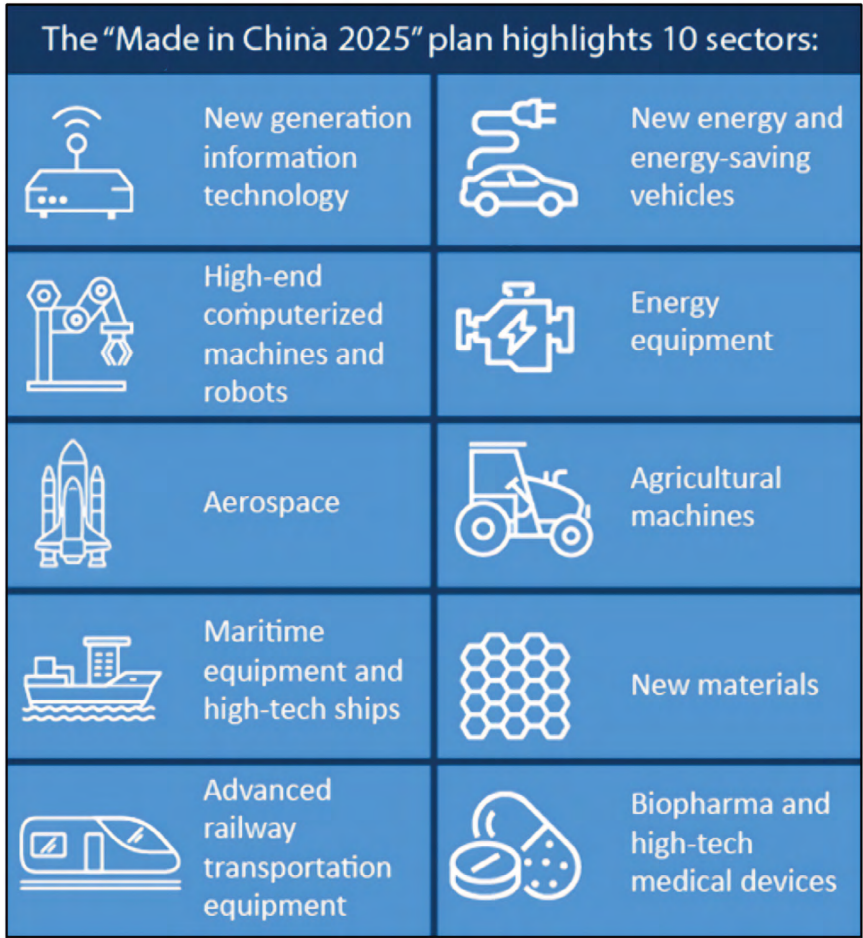 The “Made in China 2025” plan highlights 10 sectors:
New generation
information
technology
New energy and
energy-saving
vehicles
High-end
computerized
machines and
robots
Energy
equipment
Aerospace
Agricultural
machines
Maritime
equipment and
high-tech ships
New materials
Advanced
railway
transportation
equipment
Biopharma and
high-tech
medical devices